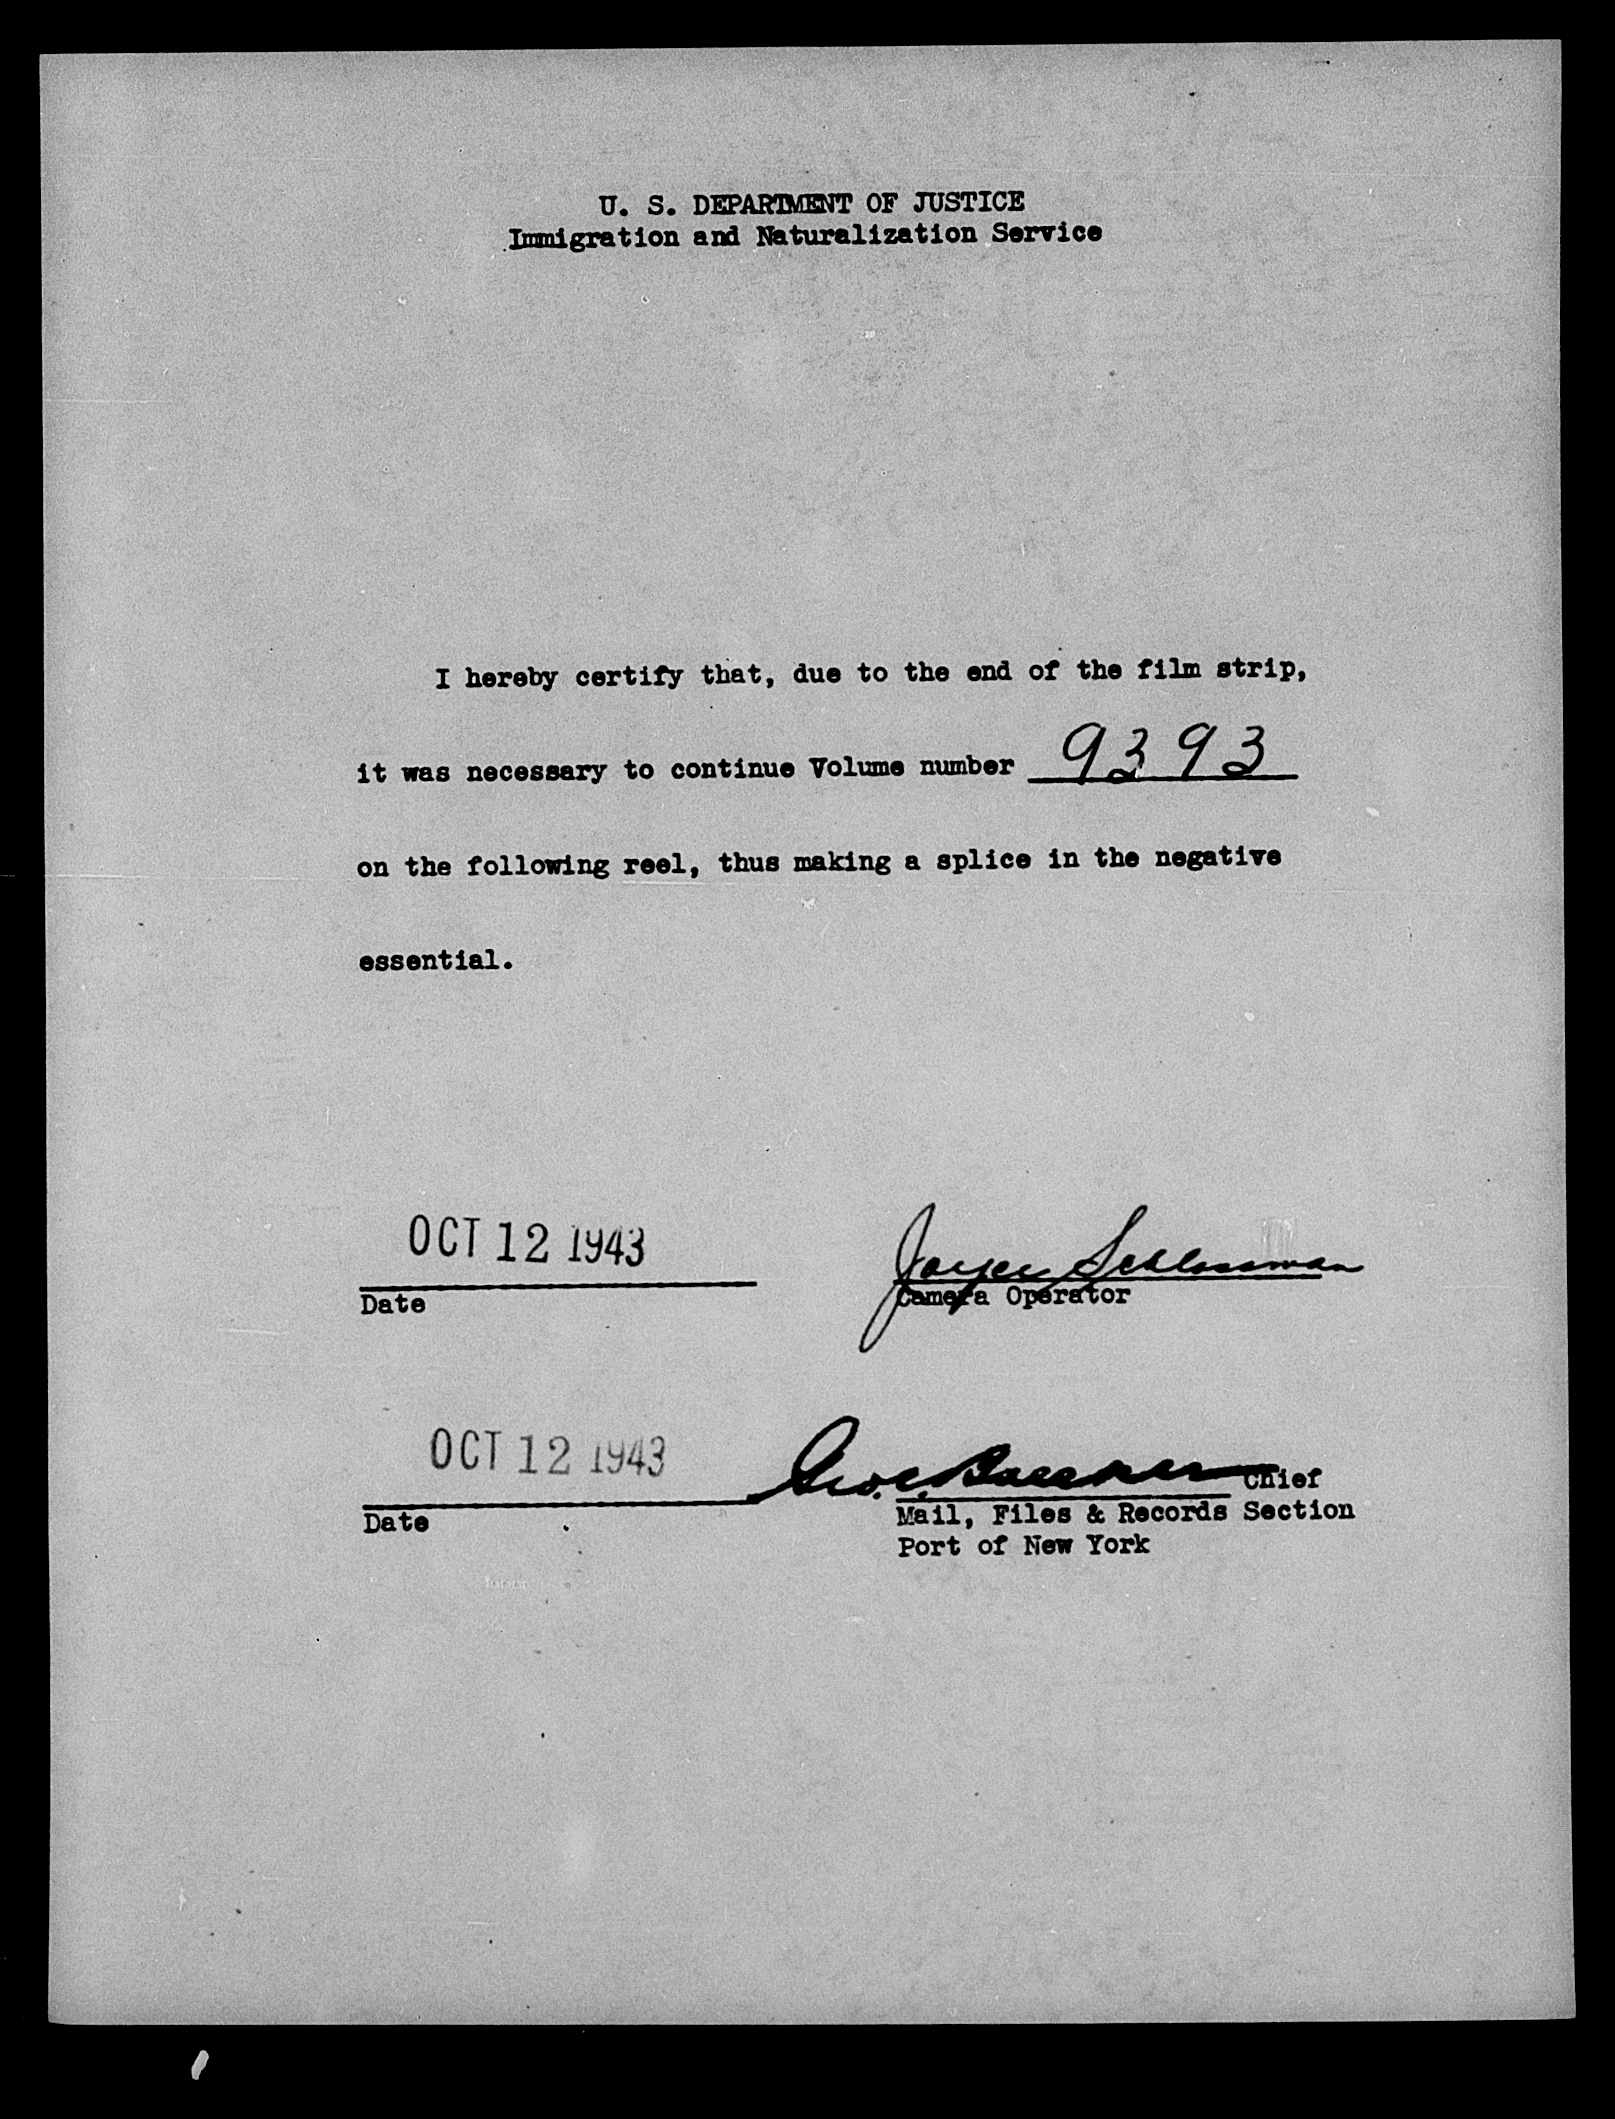 U. S. DEPARTMENT OF JUSTICE
Immigration and Naturalization Service
I hereby certify that, due to the end of the film strip,
it was necessary to continue Volume number 9393
on the following reel, thus making a splice in the negative
essential.
OCT 12 1943
Schlossman
Date
Camera Operator
OCT 12 1943
Geo.
Chief
Date
Mail, Files & Records Section
Port of New York